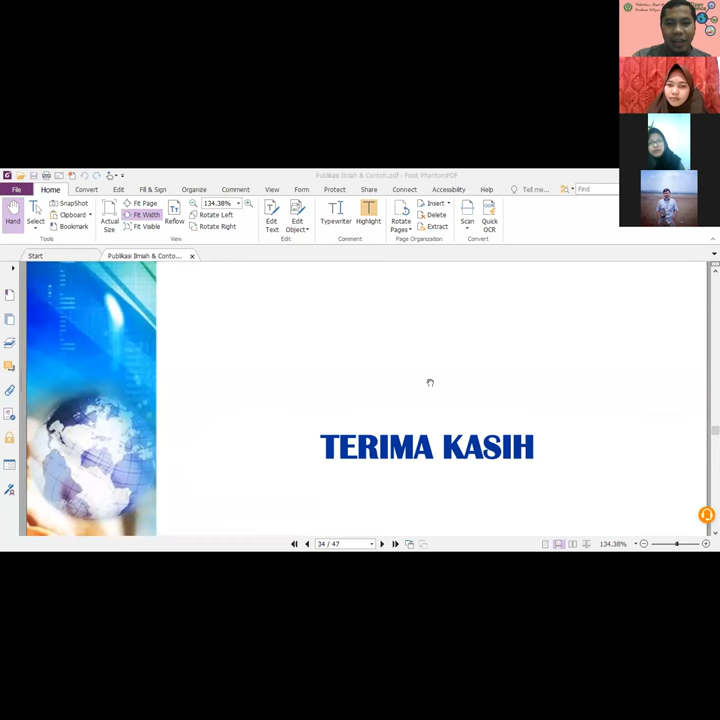 Publikasi Ilmiah & Contoh.pdf - Foxit PhantomPDF
File Home Convert Edit Fill & Sign Organize Comment View Form Protect Share Connect Accessibility Help Tell me... Find
Hand
Select
SnapShot
Clipboard
Bookmark
Tools
Actual Size
Fit Page
Fit Width
Fit Visible
Reflow
134.38%
Rotate Left
Rotate Right
View
Edit Text
Edit Object
Edit
Typewriter
Highlight
Comment
Rotate Pages
Insert
Delete
Extract
Page Organization
Scan
Quick OCR
Convert
Start
Publikasi Ilmiah & Conto...
TERIMA KASIH
34 / 47
134.38%